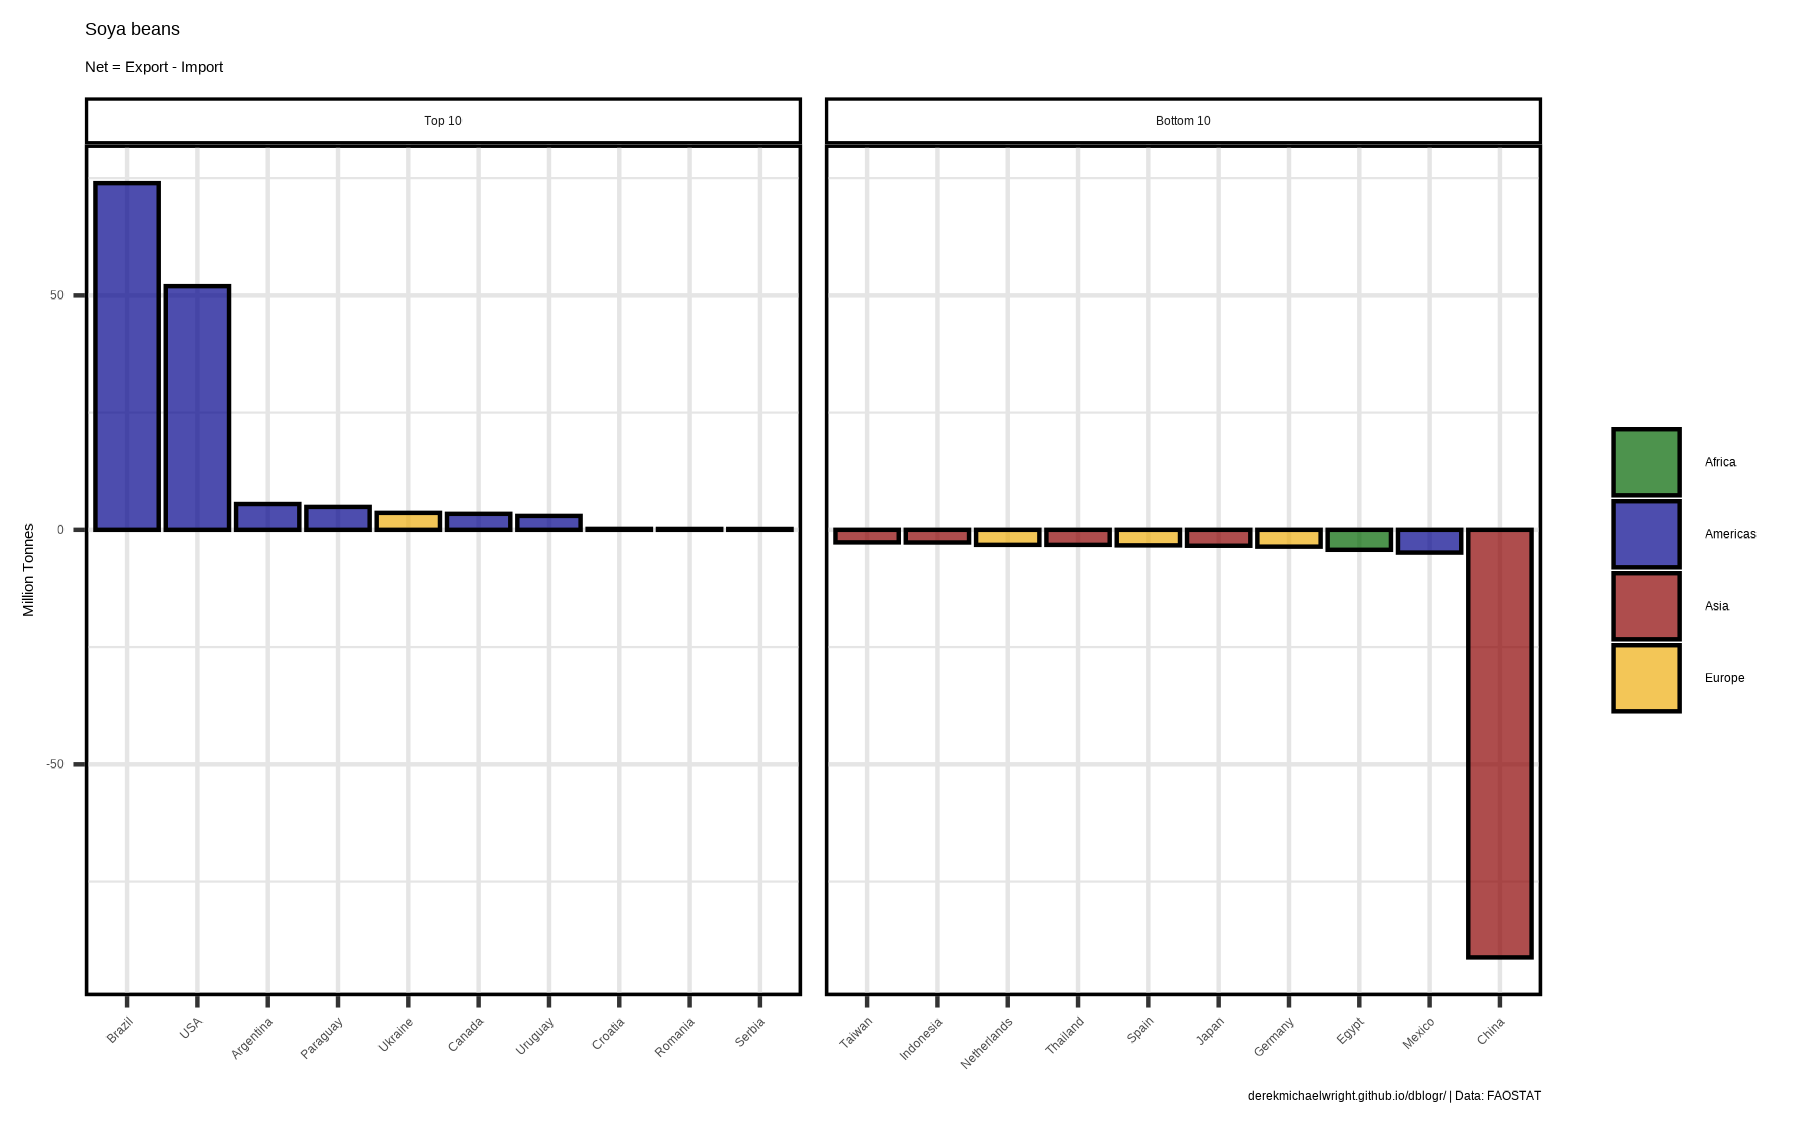 Soya beans
Net = Export - Import
Top 10
Bottom 10
Million Tonnes
50
0
-50
Brazil
USA
Argentina
Paraguay
Ukraine
Canada
Uruguay
Croatia
Romania
Serbia
Taiwan
Indonesia
Netherlands
Thailand
Spain
Japan
Germany
Egypt
Mexico
China
Africa
Americas
Asia
Europe
derekmichaelwright.github.io/dblogr/ | Data: FAOSTAT